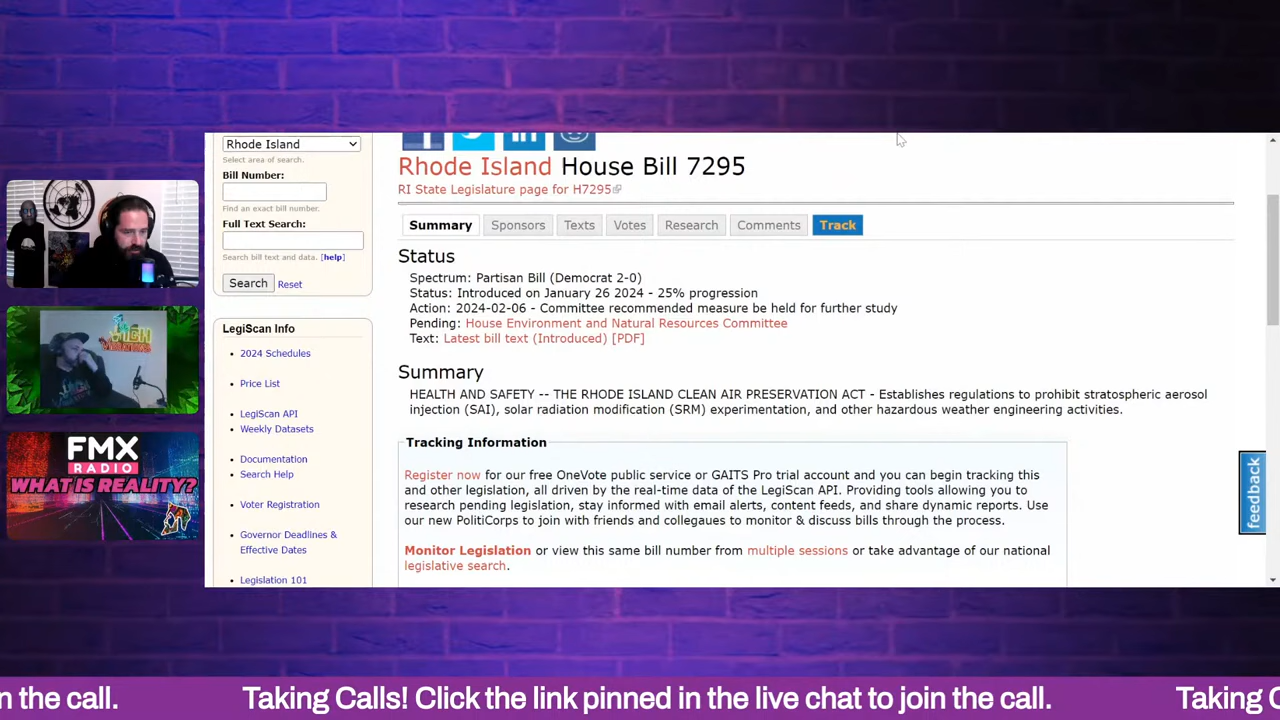 Rhode Island
Select area of search.
Bill Number:
Find an exact bill number.
Full Text Search:
Search bill text and data. [help]
Search Reset
LegiScan Info
2024 Schedules
Price List
LegiScan API
Weekly Datasets
Documentation
Search Help
Voter Registration
Governor Deadlines &
Effective Dates
Legislation 101
Rhode Island House Bill 7295
RI State Legislature page for H7295
Summary Sponsors Texts Votes Research Comments Track
Status
Spectrum: Partisan Bill (Democrat 2-0)
Status: Introduced on January 26 2024 - 25% progression
Action: 2024-02-06 - Committee recommended measure be held for further study
Pending: House Environment and Natural Resources Committee
Text: Latest bill text (Introduced) [PDF]
Summary
HEALTH AND SAFETY -- THE RHODE ISLAND CLEAN AIR PRESERVATION ACT - Establishes regulations to prohibit stratospheric aerosol
injection (SAI), solar radiation modification (SRM) experimentation, and other hazardous weather engineering activities.
Tracking Information
Register now for our free OneVote public service or GAITS Pro trial account and you can begin tracking this
and other legislation, all driven by the real-time data of the LegiScan API. Providing tools allowing you to
research pending legislation, stay informed with email alerts, content feeds, and share dynamic reports. Use
our new PolitiCorps to join with friends and collegaues to monitor & discuss bills through the process.
Monitor Legislation or view this same bill number from multiple sessions or take advantage of our national
legislative search.
feedback
HIGH
FMX
RADIO
WHAT IS REALITY?
n the call.
Taking Calls! Click the link pinned in the live chat to join the call.
Taking